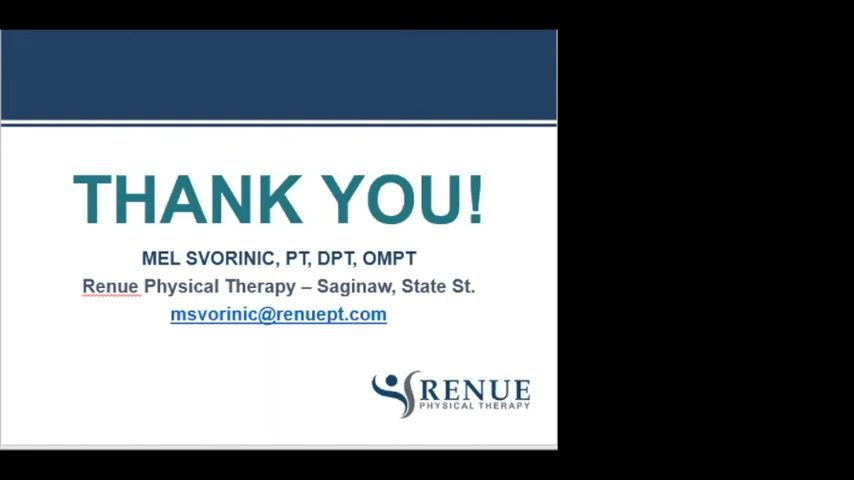 THANK YOU!
MEL SVORINIC, PT, DPT, OMPT
Renue Physical Therapy – Saginaw, State St.
msvorinic@renuept.com
RENUE
PHYSICAL THERAPY